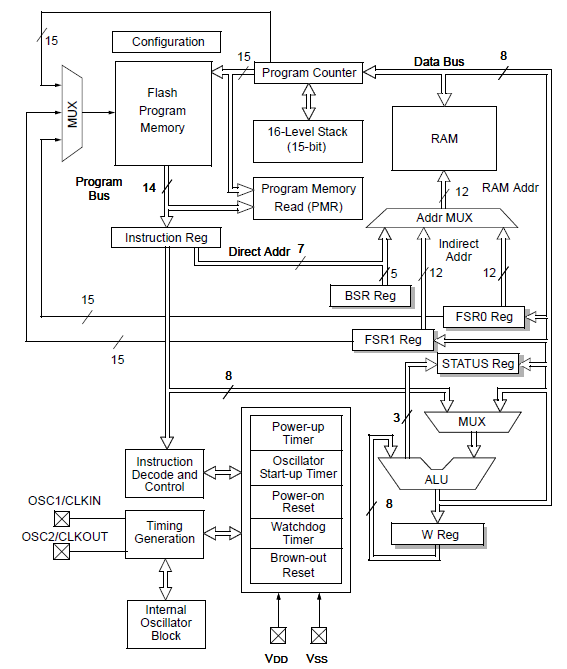 15
Configuration
15
Program Counter
Data Bus
8
MUX
Flash
Program
Memory
16-Level Stack
(15-bit)
RAM
Program
Bus
14
Program Memory
Read (PMR)
12
RAM Addr
Addr MUX
Instruction Reg
Direct Addr
7
Indirect
Addr
5
12
12
BSR Reg
15
FSR0 Reg
15
FSR1 Reg
STATUS Reg
8
3
MUX
Power-up
Timer
Instruction
Decode and
Control
Oscillator
Start-up Timer
ALU
OSC1/CLKIN
Power-on
Reset
8
OSC2/CLKOUT
Timing
Generation
Watchdog
Timer
W Reg
Brown-out
Reset
Internal
Oscillator
Block
VDD
VSS